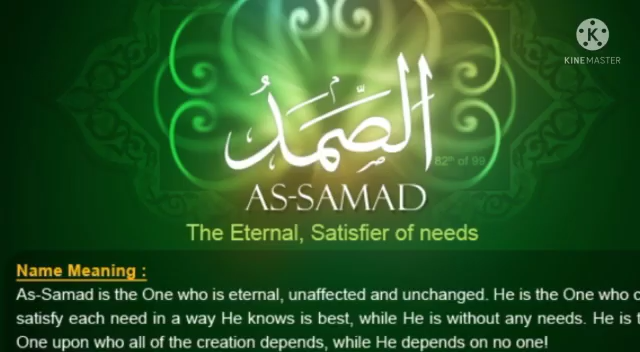 KINEMASTER
الصَّمَدُ
82th of 99
AS-SAMAD
The Eternal, Satisfier of needs
Name Meaning :
As-Samad is the One who is eternal, unaffected and unchanged. He is the One who
satisfy each need in a way He knows is best, while He is without any needs. He is
One upon who all of the creation depends, while He depends on no one!